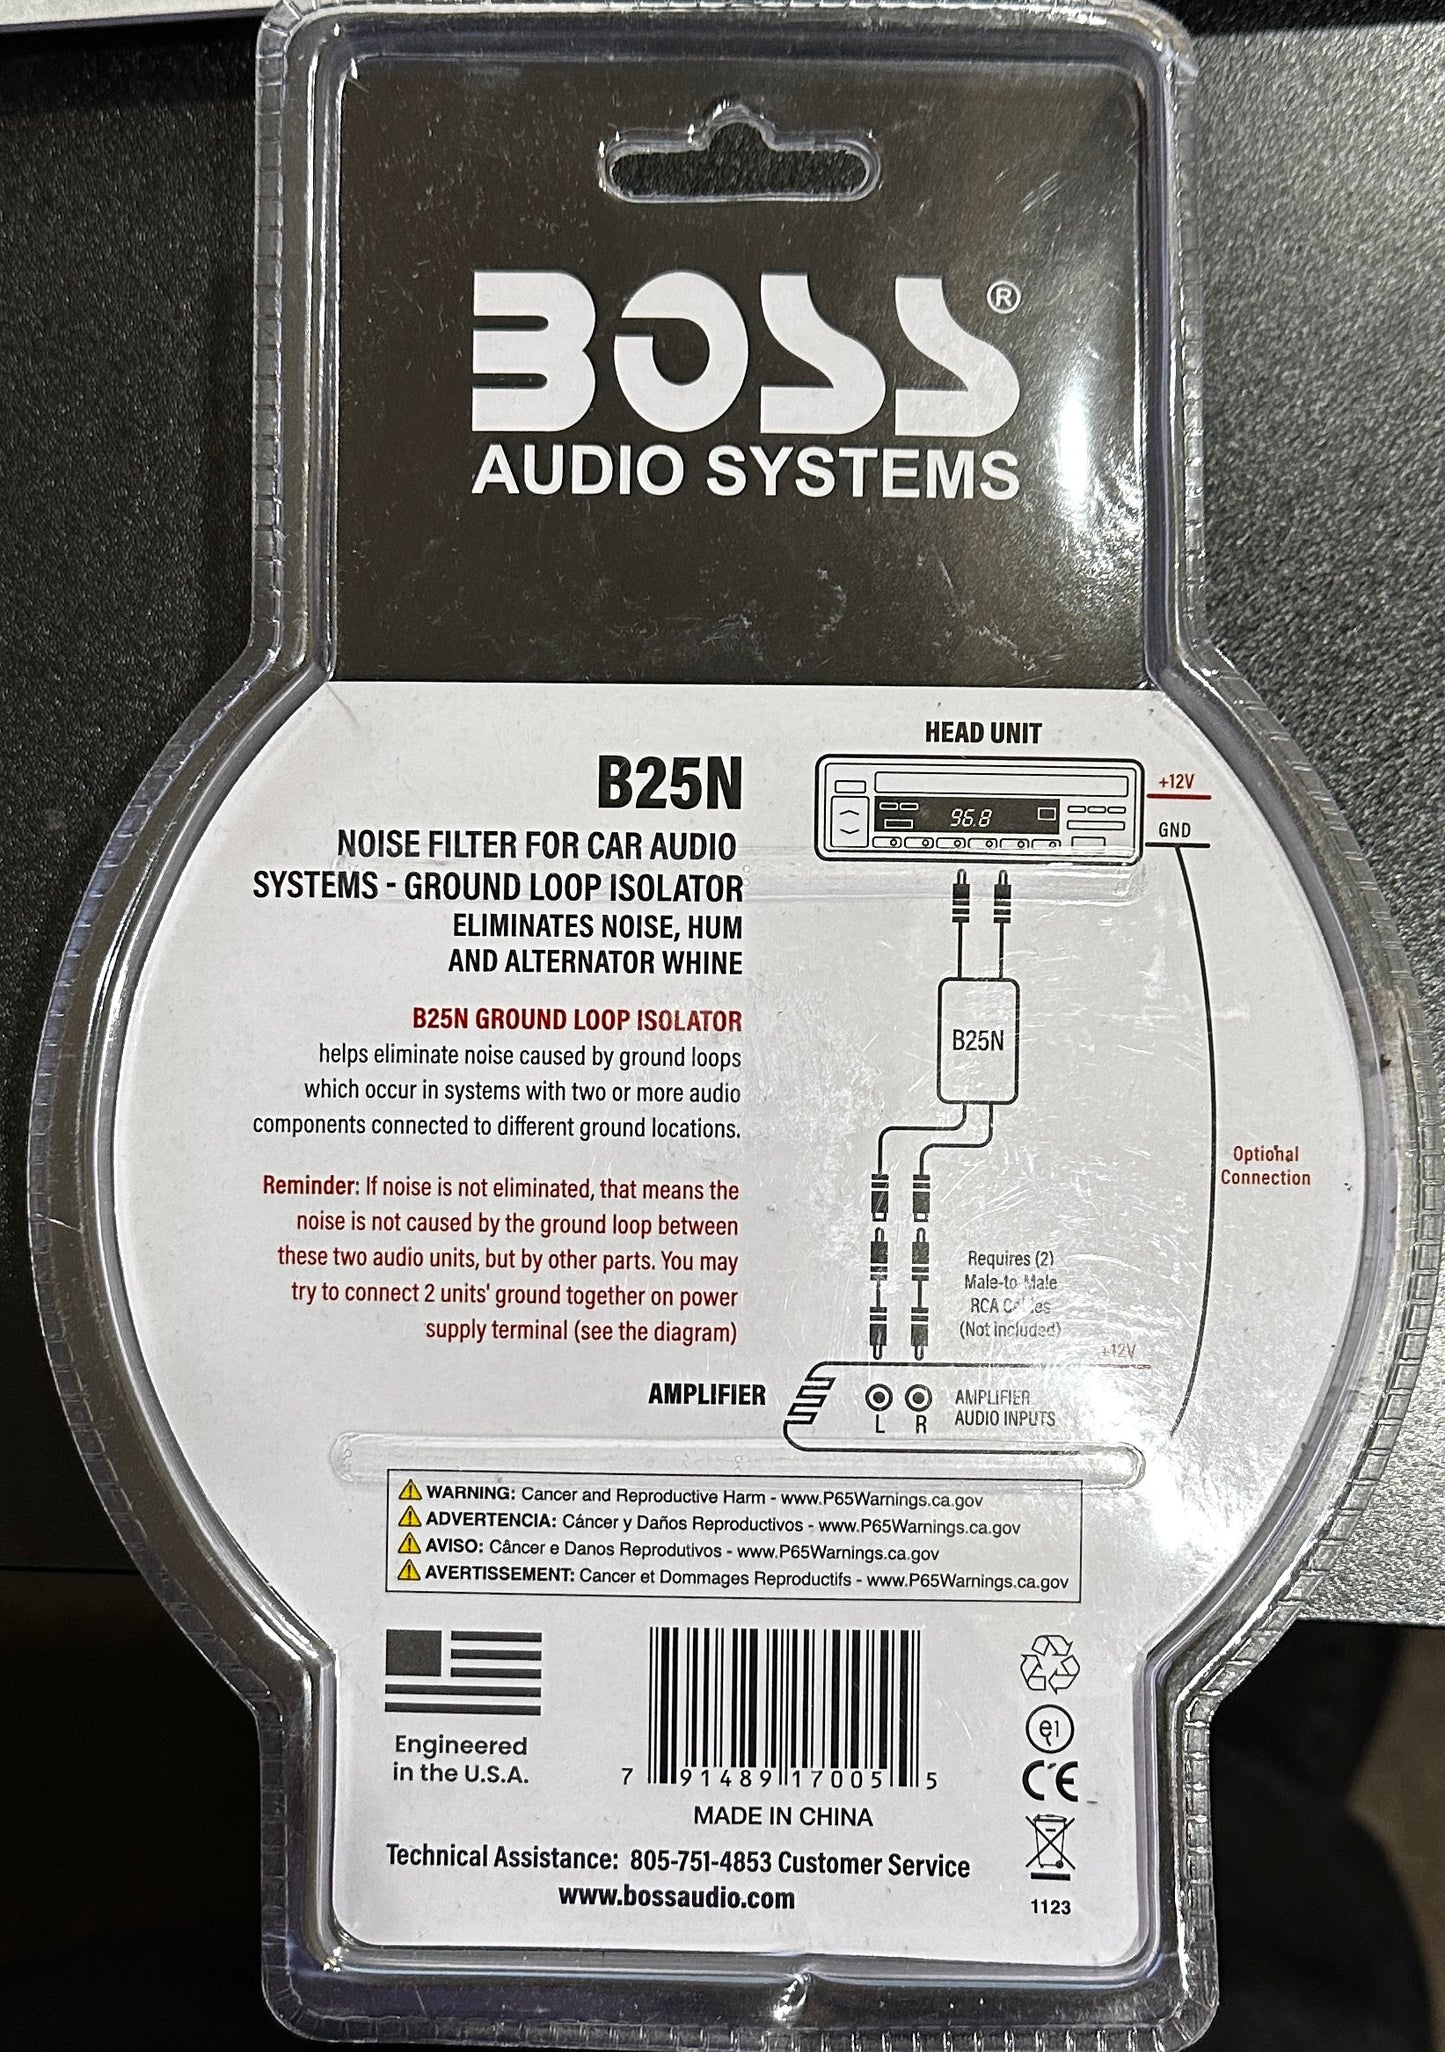 BOSS®
AUDIO SYSTEMS
B25N
NOISE FILTER FOR CAR AUDIO
SYSTEMS - GROUND LOOP ISOLATOR
ELIMINATES NOISE, HUM
AND ALTERNATOR WHINE
B25N GROUND LOOP ISOLATOR
helps eliminate noise caused by ground loops
which occur in systems with two or more audio
components connected to different ground locations.
Reminder: If noise is not eliminated, that means the
noise is not caused by the ground loop between
these two audio units, but by other parts. You may
try to connect 2 units' ground together on power
supply terminal (see the diagram)
HEAD UNIT
96.8
+12V
GND
B25N
Optional
Connection
Requires (2)
Male-to Male
RCA Cables
(Not included)
+12V
AMPLIFIER
L R
AMPLIFIER
AUDIO INPUTS
WARNING: Cancer and Reproductive Harm - www.P65Warnings.ca.gov
ADVERTENCIA: Cáncer y Daños Reproductivos - www.P65Warnings.ca.gov
AVISO: Câncer e Danos Reprodutivos - www.P65Warnings.ca.gov
AVERTISSEMENT: Cancer et Dommages Reproductifs - www.P65Warnings.ca.gov
Engineered
in the U.S.A.
7 91489 17005 5
MADE IN CHINA
Technical Assistance: 805-751-4853 Customer Service
www.bossaudio.com
e1
CE
1123